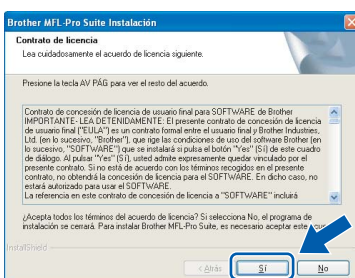 Brother MFL-Pro Suite Instalación
Contrato de licencia
Lea cuidadosamente el acuerdo de licencia siguiente.
Presione la tecla AV PÁG para ver el resto del acuerdo.
Contrato de concesión de licencia de usuario final para SOFTWARE de Brother
IMPORTANTE- LEA DETENIDAMENTE: El presente contrato de concesión de licencia
de usuario final ("EULA") es un contrato formal entre el usuario final y Brother Industries,
Ltd. (en lo sucesivo, "Brother"), que rige las condiciones de uso del software Brother (en
lo sucesivo, "SOFTWARE") que se instalará si pulsa el botón "Yes" (Sí) de este cuadro
de diálogo. Al pulsar "Yes" (Sí), usted admite expresamente quedar vinculado por el
presente contrato. Si no está de acuerdo con los términos recogidos en el presente
contrato, no obtendrá la concesión de licencia para el SOFTWARE. En dicho caso, no
estará autorizado para usar el SOFTWARE.
La referencia en este contrato de concesión de licencia a "SOFTWARE" incluirá
¿Acepta todos los términos del acuerdo de licencia? Si selecciona No, el programa de
instalación se cerrará. Para instalar Brother MFL-Pro Suite, es necesario aceptar este
InstallShield
< Atrás
Sí
No